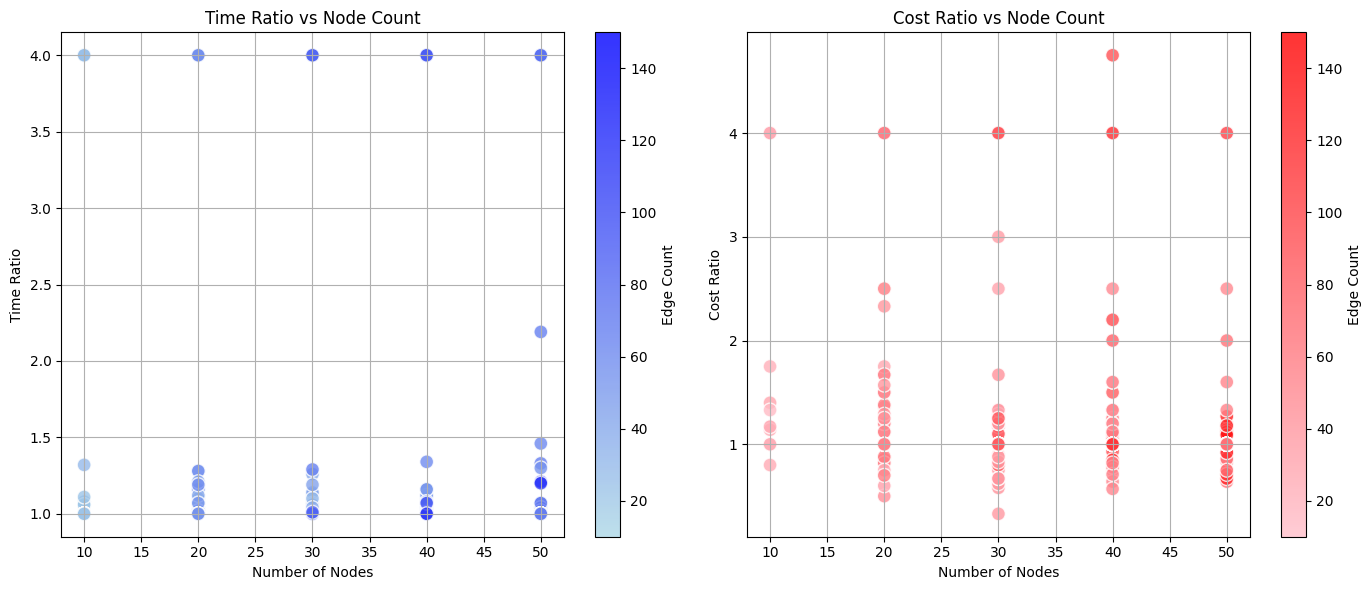 Time Ratio vs Node Count
4.0
3.5
3.0
2.5
2.0
1.5
1.0
Time Ratio
10 15 20 25 30 35 40 45 50
Number of Nodes
140
120
100
80
60
40
20
Edge Count
Cost Ratio vs Node Count
4
3
2
1
Cost Ratio
10 15 20 25 30 35 40 45 50
Number of Nodes
140
120
100
80
60
40
20
Edge Count